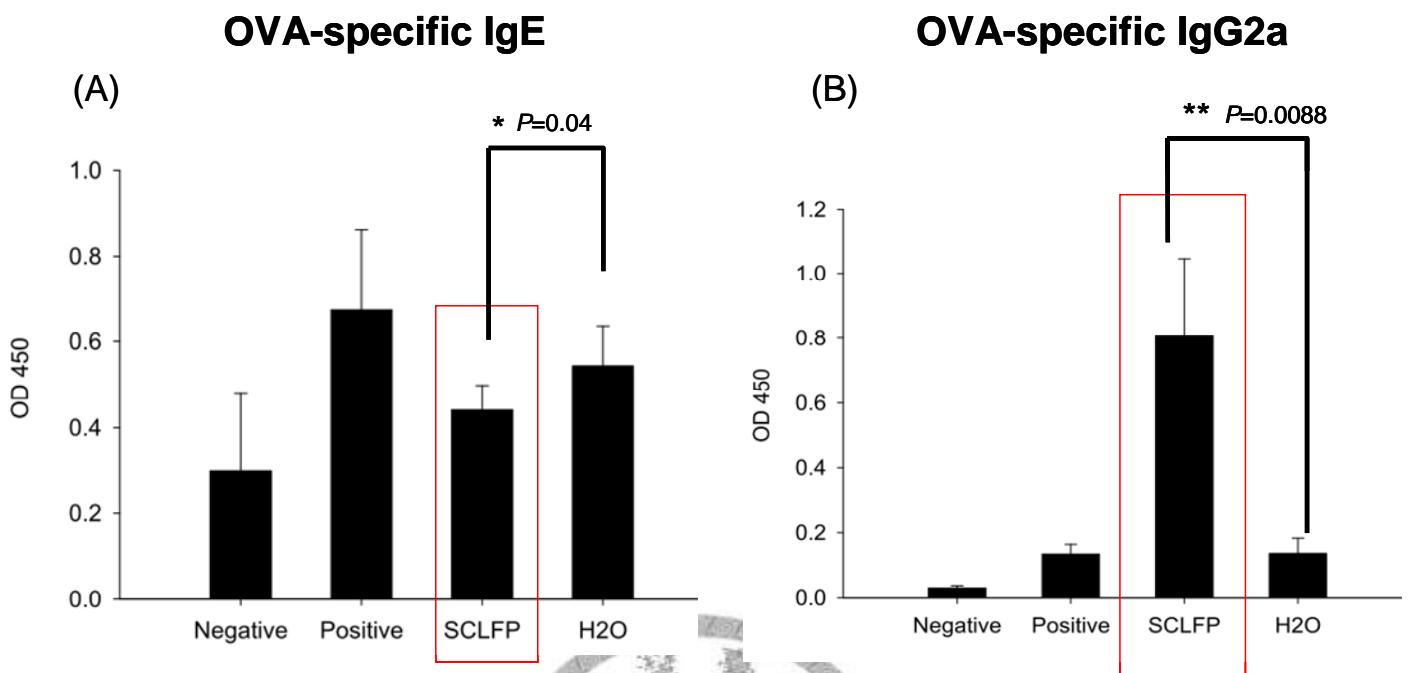 OVA-specific IgE
(A)
* P=0.04
1.0
0.8
0.6
0.4
0.2
0.0
OD 450
Negative Positive SCLFP H2O
OVA-specific IgG2a
(B)
** P=0.0088
1.2
1.0
0.8
0.6
0.4
0.2
0.0
OD 450
Negative Positive SCLFP H2O